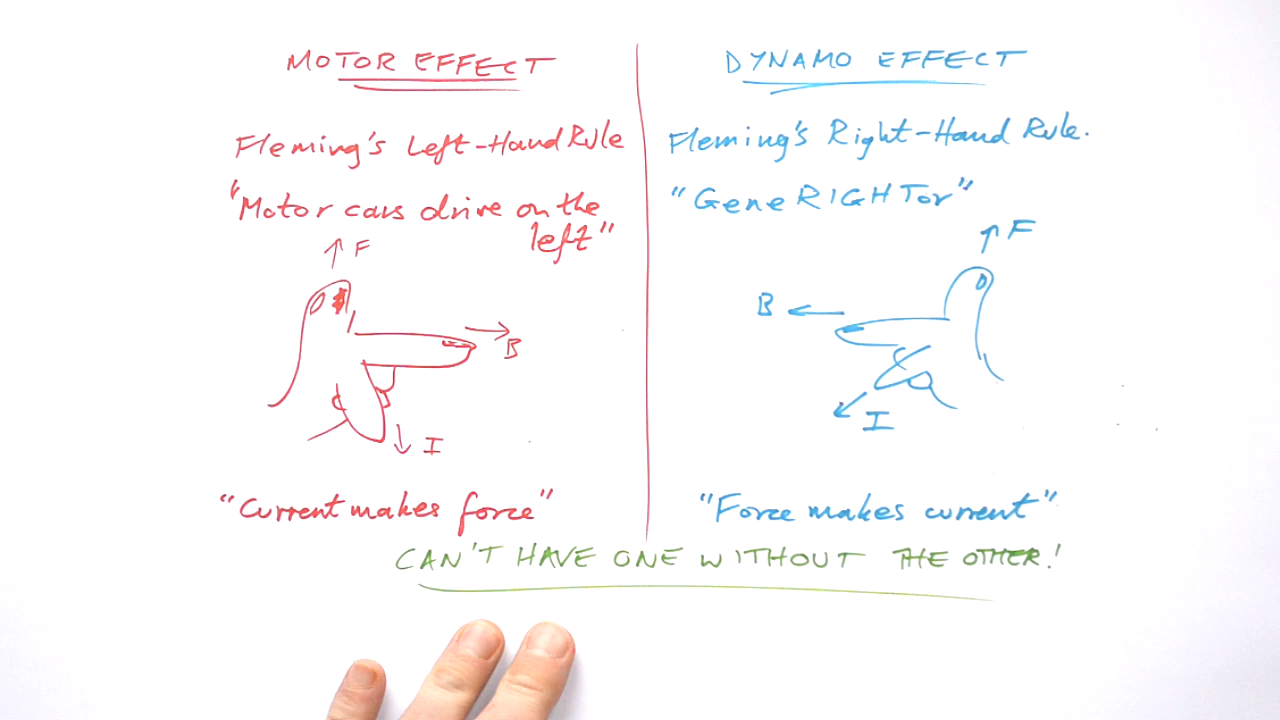 MOTOR EFFECT
Fleming's Left-Hand Rule
"Motor cars drive on the
left"
F
B
I
"Current makes force"
DYNAMO EFFECT
Fleming's Right-Hand Rule.
"GeneRIGHTor"
F
B
I
"Force makes current"
CAN'T HAVE ONE WITHOUT THE OTHER!